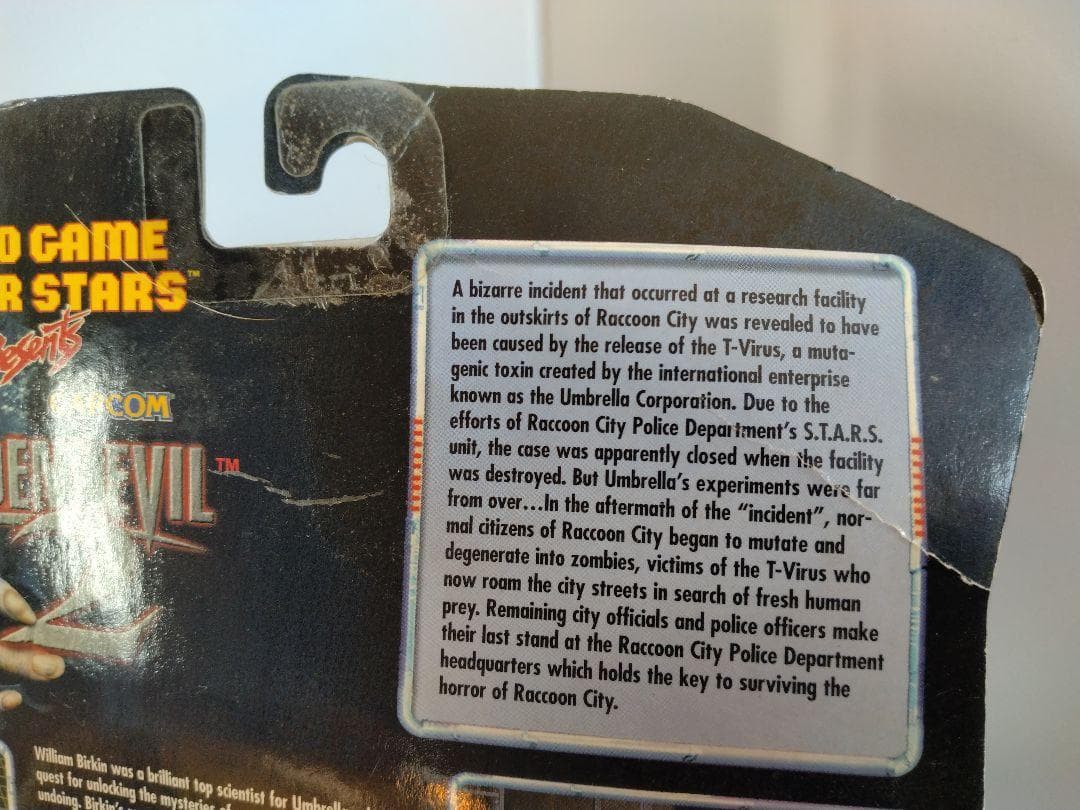 O GAME
R STARS™
esents
CAPCOM
DENT EVIL™
2
A bizarre incident that occurred at a research facility
in the outskirts of Raccoon City was revealed to have
been caused by the release of the T-Virus, a muta-
genic toxin created by the international enterprise
known as the Umbrella Corporation. Due to the
efforts of Raccoon City Police Department's S.T.A.R.S.
unit, the case was apparently closed when the facility
was destroyed. But Umbrella's experiments were far
from over...In the aftermath of the "incident", nor-
mal citizens of Raccoon City began to mutate and
degenerate into zombies, victims of the T-Virus who
now roam the city streets in search of fresh human
prey. Remaining city officials and police officers make
their last stand at the Raccoon City Police Department
headquarters which holds the key to surviving the
horror of Raccoon City.
William Birkin was a brilliant top scientist for Umbrell
quest for unlocking the mysteries
undoing. Birkin's